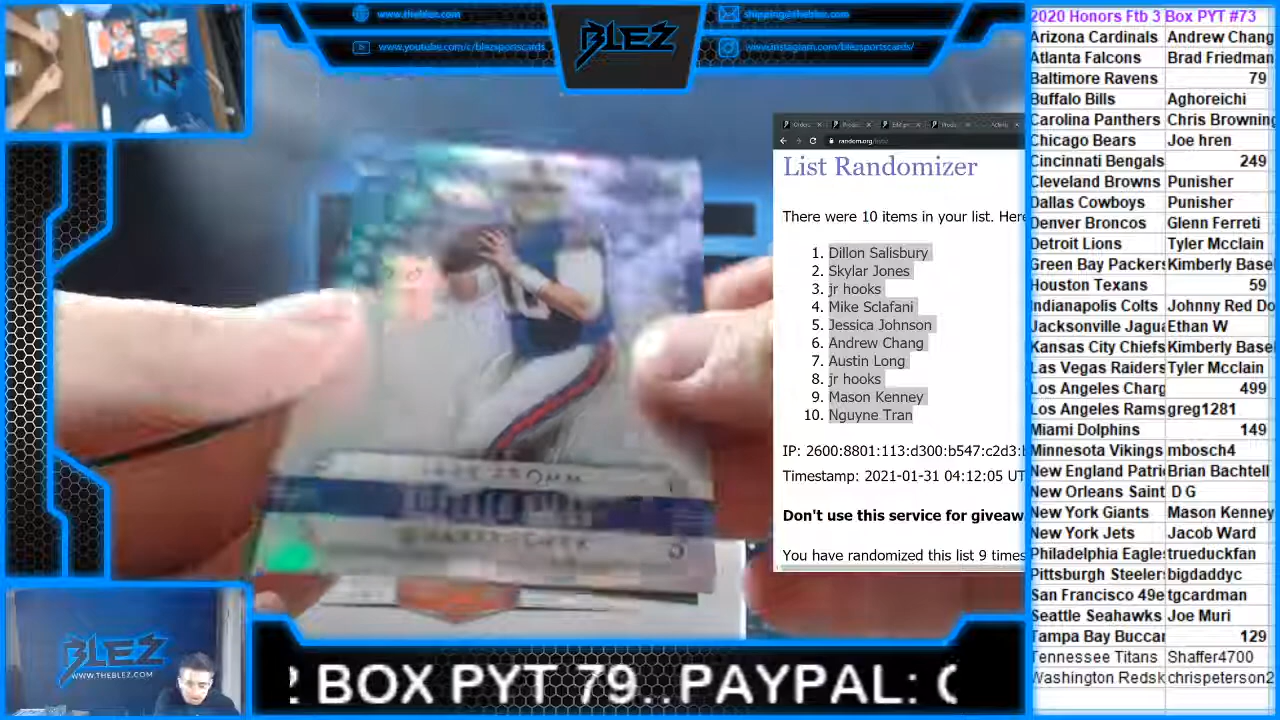 www.theblez.com
shipping@theblez.com
www.youtube.com/c/blezsportscards
www.instagram.com/blezsportscards/
BLEZ
List Randomizer
There were 10 items in your list. Here
1. Dillon Salisbury
2. Skylar Jones
3. jr hooks
4. Mike Sclafani
5. Jessica Johnson
6. Andrew Chang
7. Austin Long
8. jr hooks
9. Mason Kenney
10. Nguyne Tran
IP: 2600:8801:113:d300:b547:c2d3:
Timestamp: 2021-01-31 04:12:05 UT
Don't use this service for giveaw
You have randomized this list 9 times
2020 Honors Ftb 3 Box PYT #73
Arizona Cardinals Andrew Chang
Atlanta Falcons Brad Friedman
Baltimore Ravens 79
Buffalo Bills Aghoreichi
Carolina Panthers Chris Browning
Chicago Bears Joe hren
Cincinnati Bengals 249
Cleveland Browns Punisher
Dallas Cowboys Punisher
Denver Broncos Glenn Ferreti
Detroit Lions Tyler Mcclain
Green Bay Packers Kimberly Base
Houston Texans 59
Indianapolis Colts Johnny Red Do
Jacksonville Jagua Ethan W
Kansas City Chiefs Kimberly Base
Las Vegas Raiders Tyler Mcclain
Los Angeles Charg 499
Los Angeles Rams greg1281
Miami Dolphins 149
Minnesota Vikings mbosch4
New England Patri Brian Bachtell
New Orleans Saint D G
New York Giants Mason Kenney
New York Jets Jacob Ward
Philadelphia Eagle trueduckfan
Pittsburgh Steelers bigdaddyc
San Francisco 49e tgcardman
Seattle Seahawks Joe Muri
Tampa Bay Buccar 129
Tennessee Titans Shaffer4700
Washington Redsk chrispeterson2
BLEZ
WWW.THEBLEZ.COM
2 BOX PYT 79.. PAYPAL: